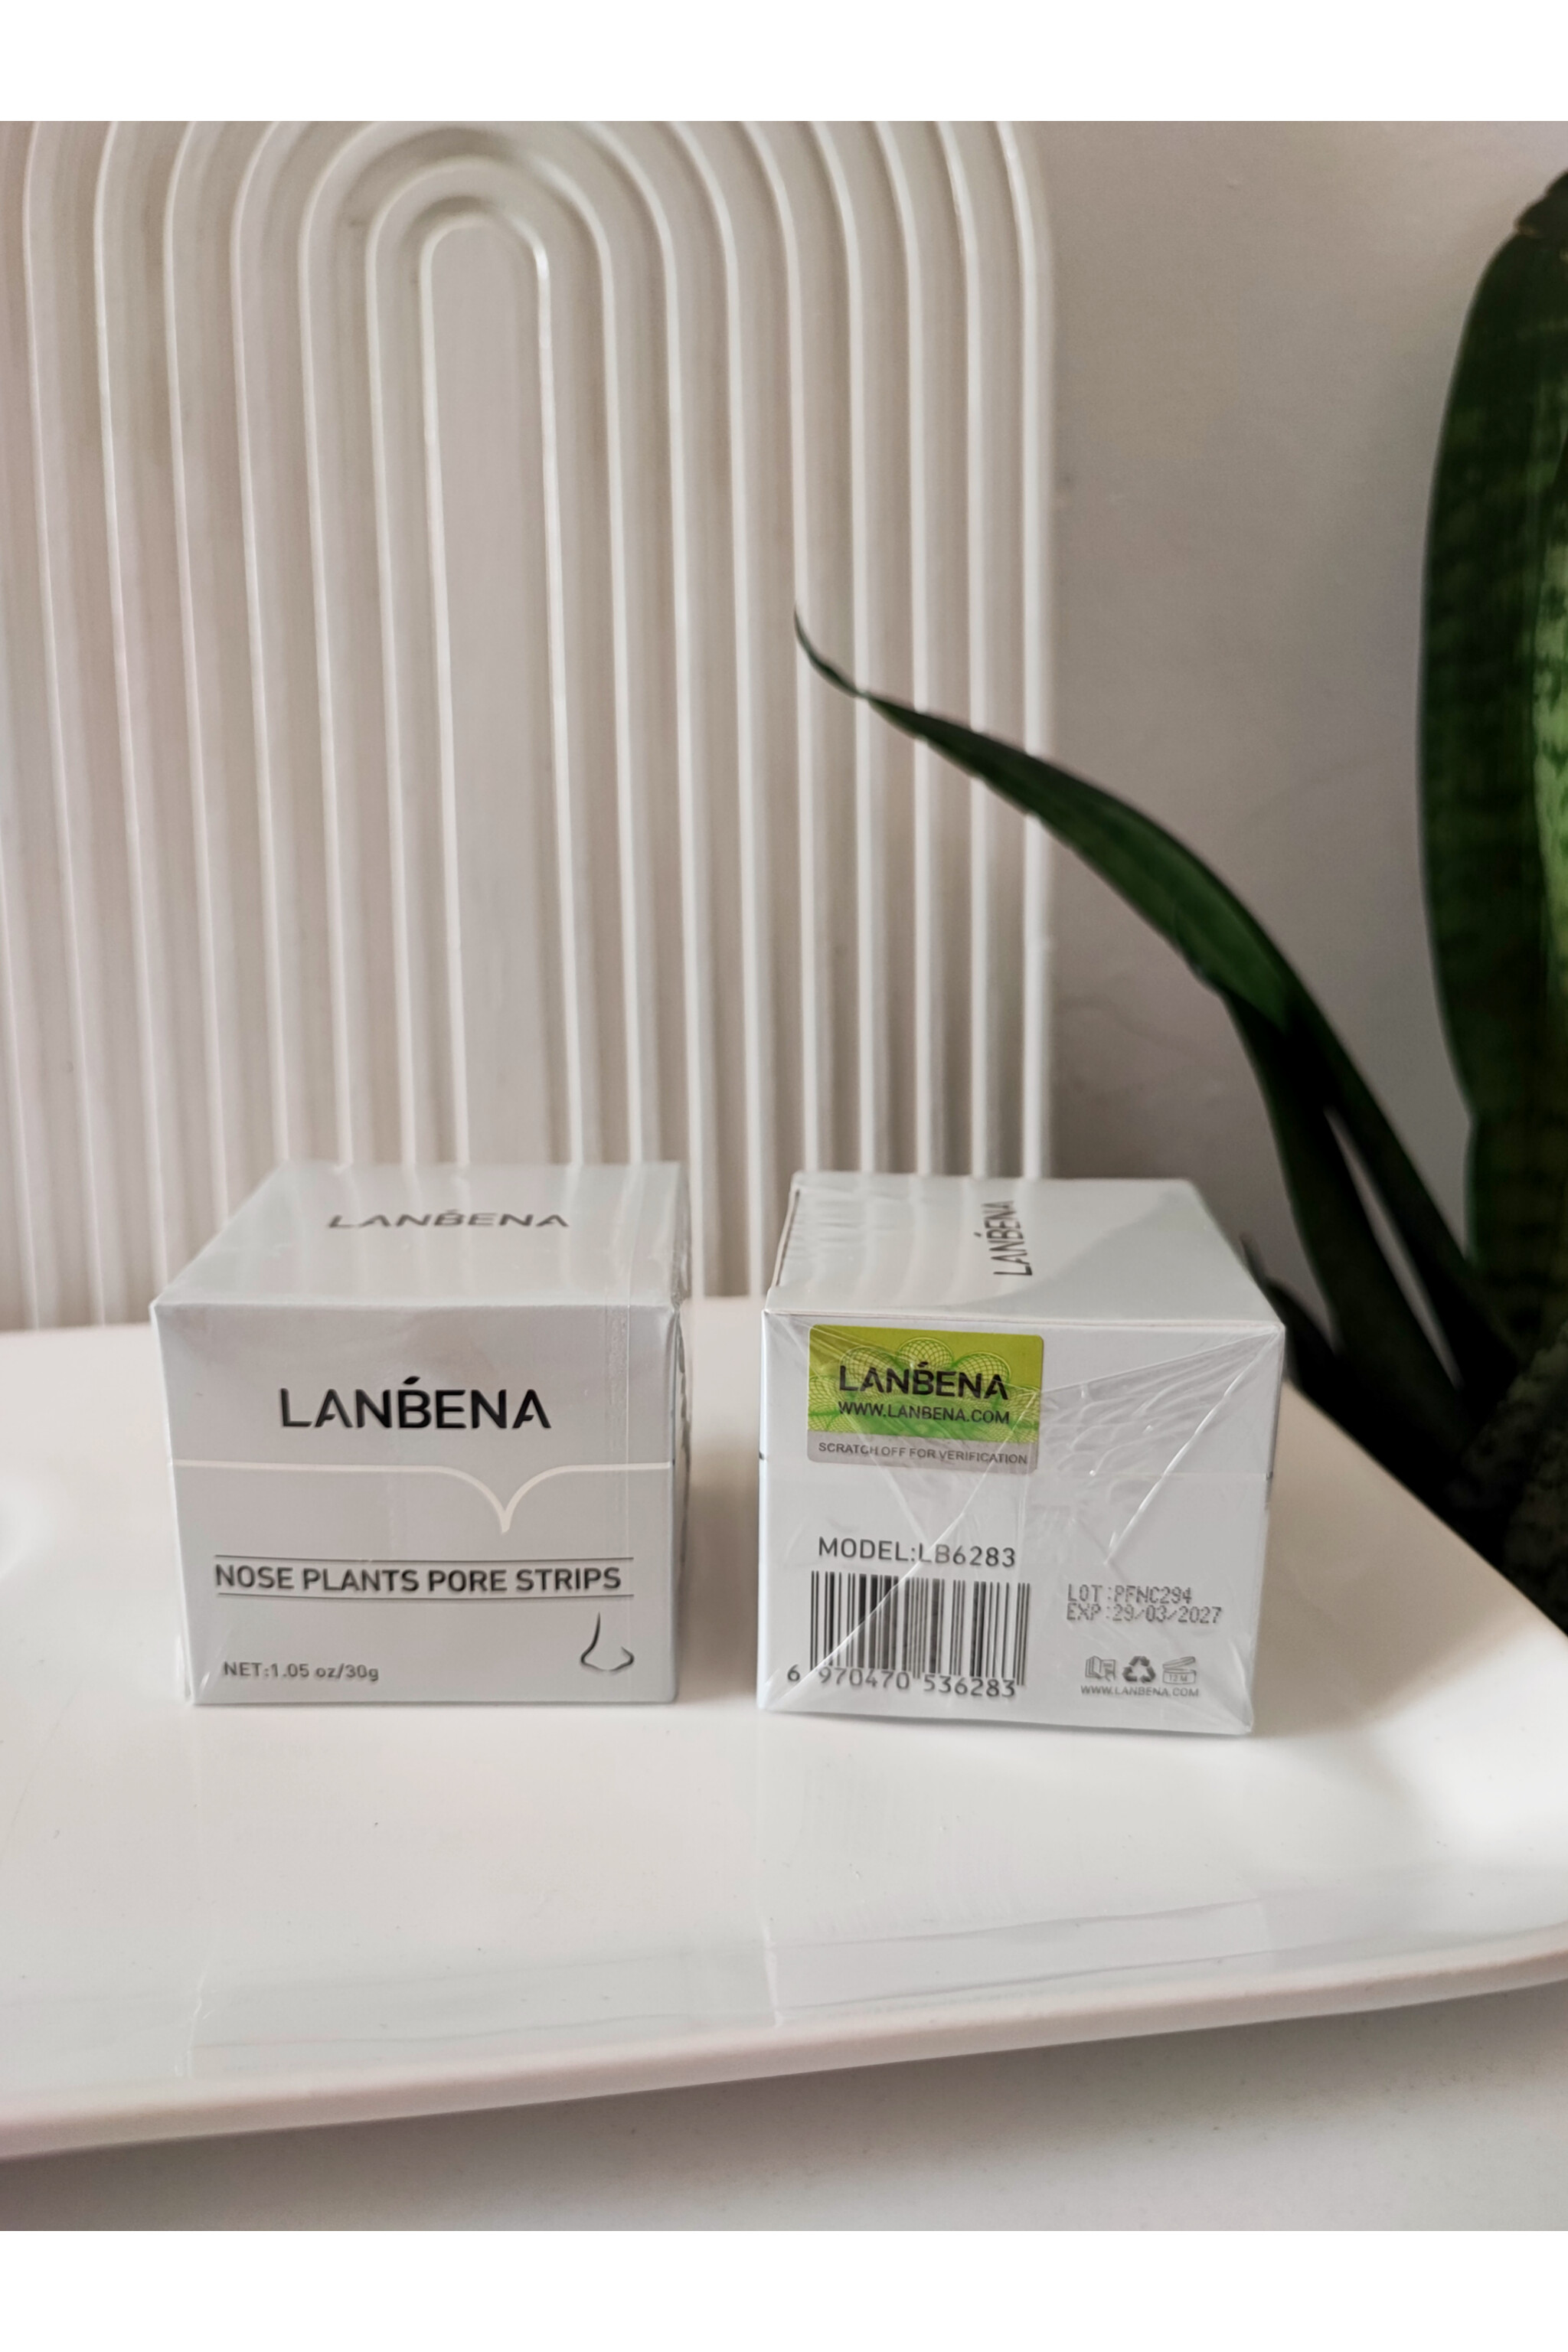 LANBENA
LANBENA
NOSE PLANTS PORE STRIPS
NET:1.05 oz/30g
LANBENA
LANBENA
WWW.LANBENA.COM
SCRATCH OFF FOR VERIFICATION
MODEL:LB6283
6 970470 536283
LOT:PFNC294
EXP:29/03/2027
12M
WWW.LANBENA.COM